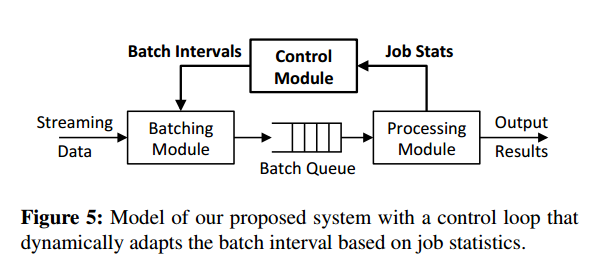 Batch Intervals
Control
Module
Job Stats
Streaming
Data
Batching
Module
Batch Queue
Processing
Module
Output
Results
Figure 5: Model of our proposed system with a control loop that
dynamically adapts the batch interval based on job statistics.